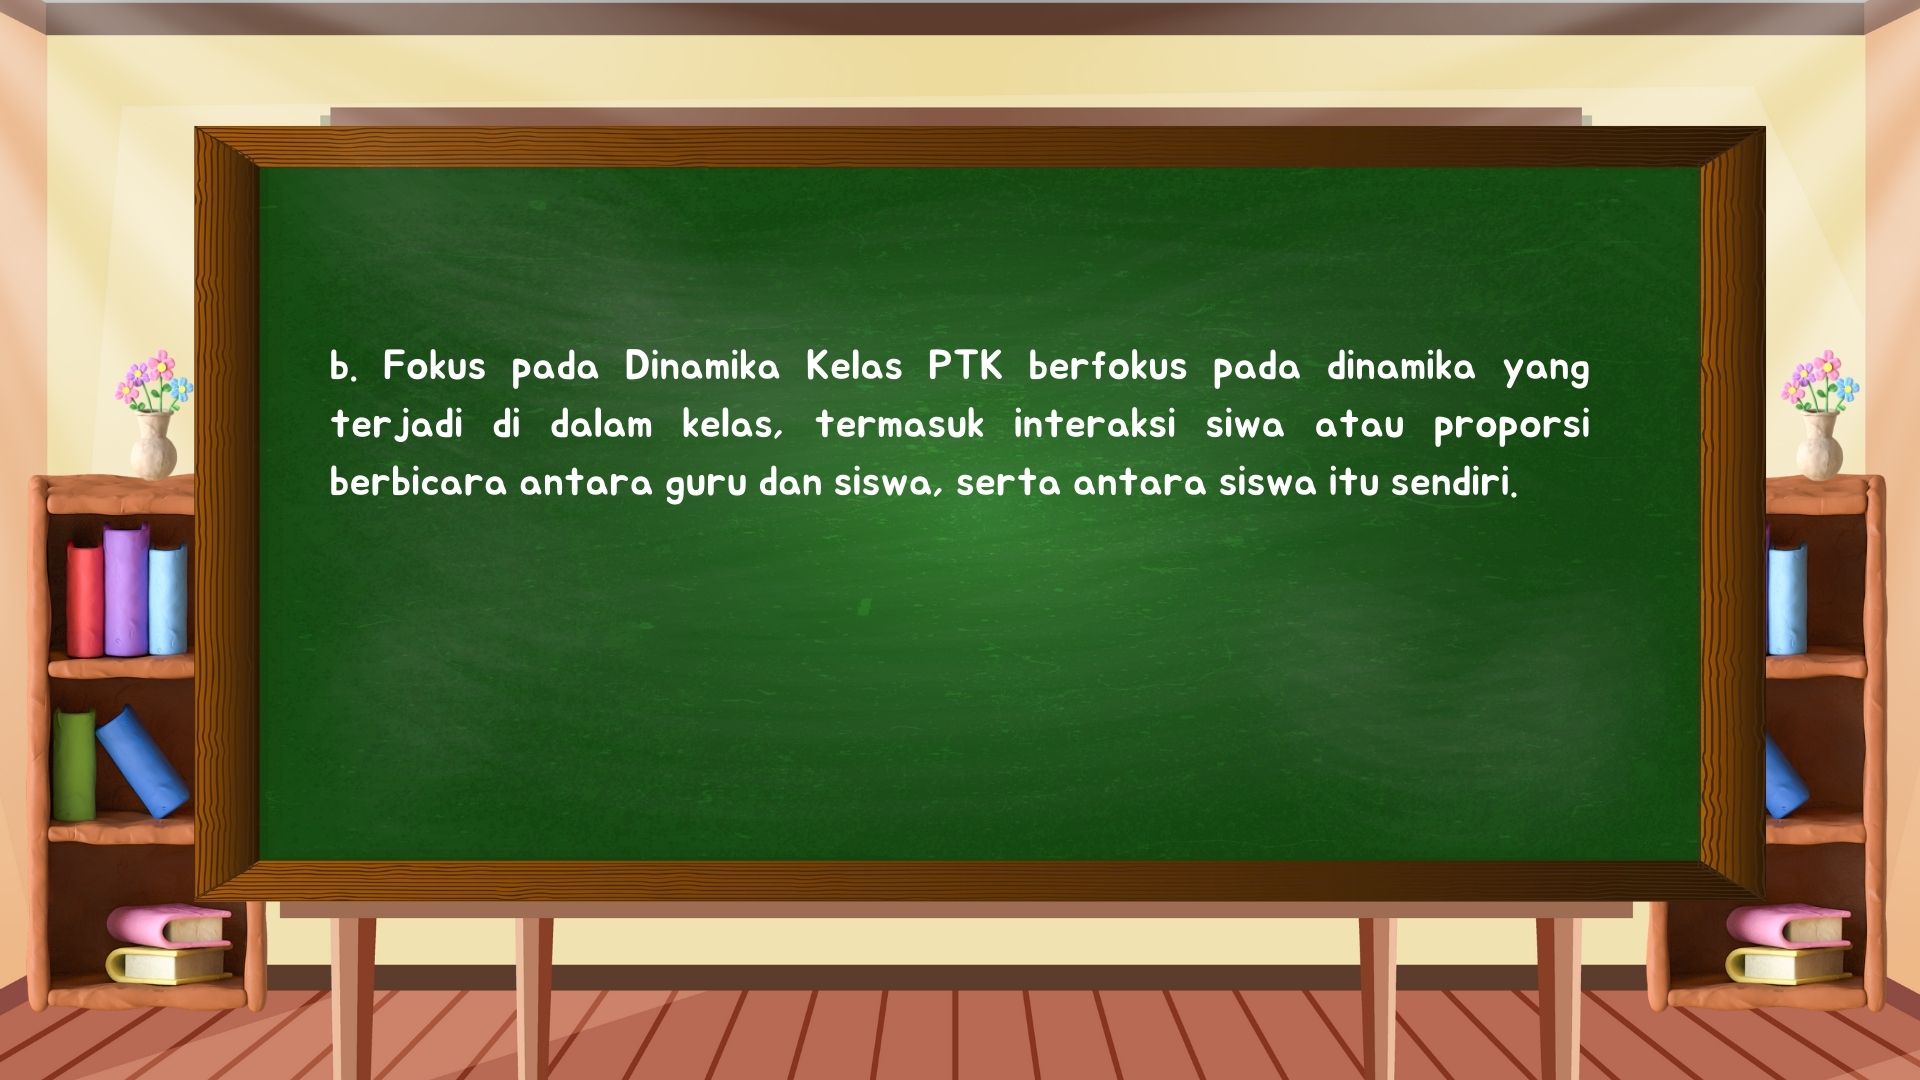 b. Fokus pada Dinamika Kelas PTK berfokus pada dinamika yang
terjadi di dalam kelas, termasuk interaksi siwa atau proporsi
berbicara antara guru dan siswa, serta antara siswa itu sendiri.